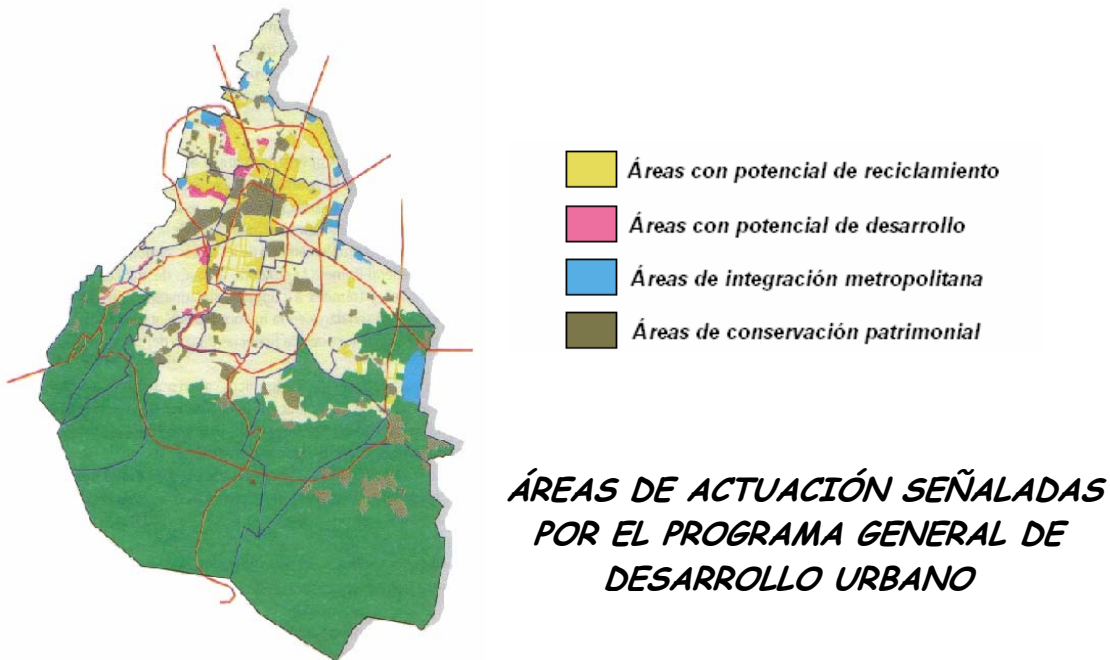 Áreas con potencial de reciclamiento
Áreas con potencial de desarrollo
Áreas de integración metropolitana
Áreas de conservación patrimonial
ÁREAS DE ACTUACIÓN SEÑALADAS
POR EL PROGRAMA GENERAL DE
DESARROLLO URBANO